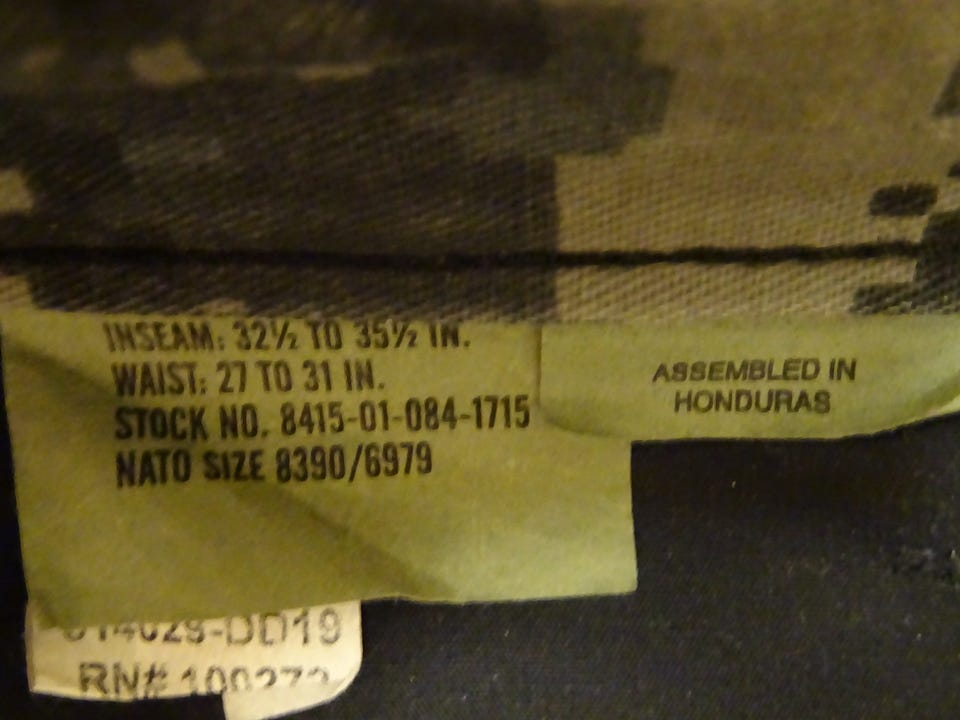 INSEAM: 32½ TO 35½ IN.
WAIST: 27 TO 31 IN.
STOCK NO. 8415-01-084-1715
NATO SIZE 8390/6979
ASSEMBLED IN
HONDURAS
RN#